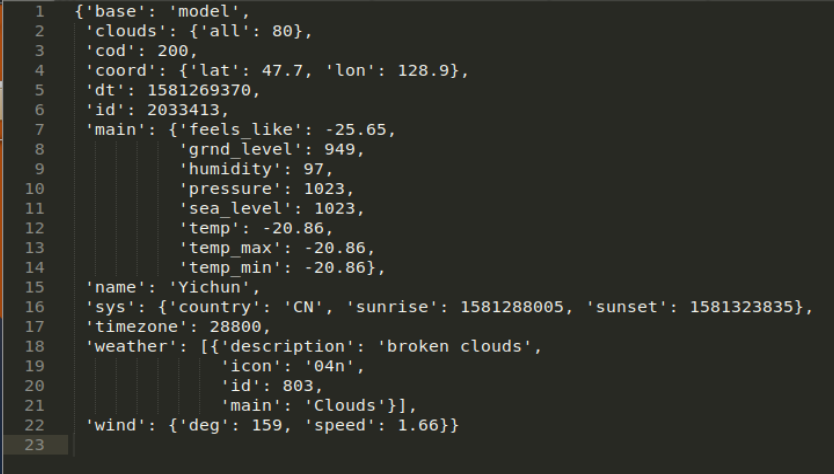 1 {'base': 'model',
2  'clouds': {'all': 80},
3  'cod': 200,
4  'coord': {'lat': 47.7, 'lon': 128.9},
5  'dt': 1581269370,
6  'id': 2033413,
7  'main': {'feels_like': -25.65,
8           'grnd_level': 949,
9           'humidity': 97,
10           'pressure': 1023,
11           'sea_level': 1023,
12           'temp': -20.86,
13           'temp_max': -20.86,
14           'temp_min': -20.86},
15  'name': 'Yichun',
16  'sys': {'country': 'CN', 'sunrise': 1581288005, 'sunset': 1581323835},
17  'timezone': 28800,
18  'weather': [{'description': 'broken clouds',
19               'icon': '04n',
20               'id': 803,
21               'main': 'Clouds'}],
22  'wind': {'deg': 159, 'speed': 1.66}}
23